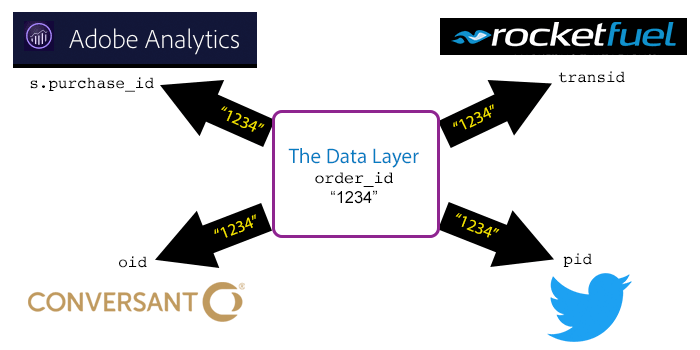 Adobe Analytics
rocketfuel
s.purchase_id
transid
"1234"
"1234"
The Data Layer
order_id
“1234”
"1234"
"1234"
oid
pid
CONVERSANT®